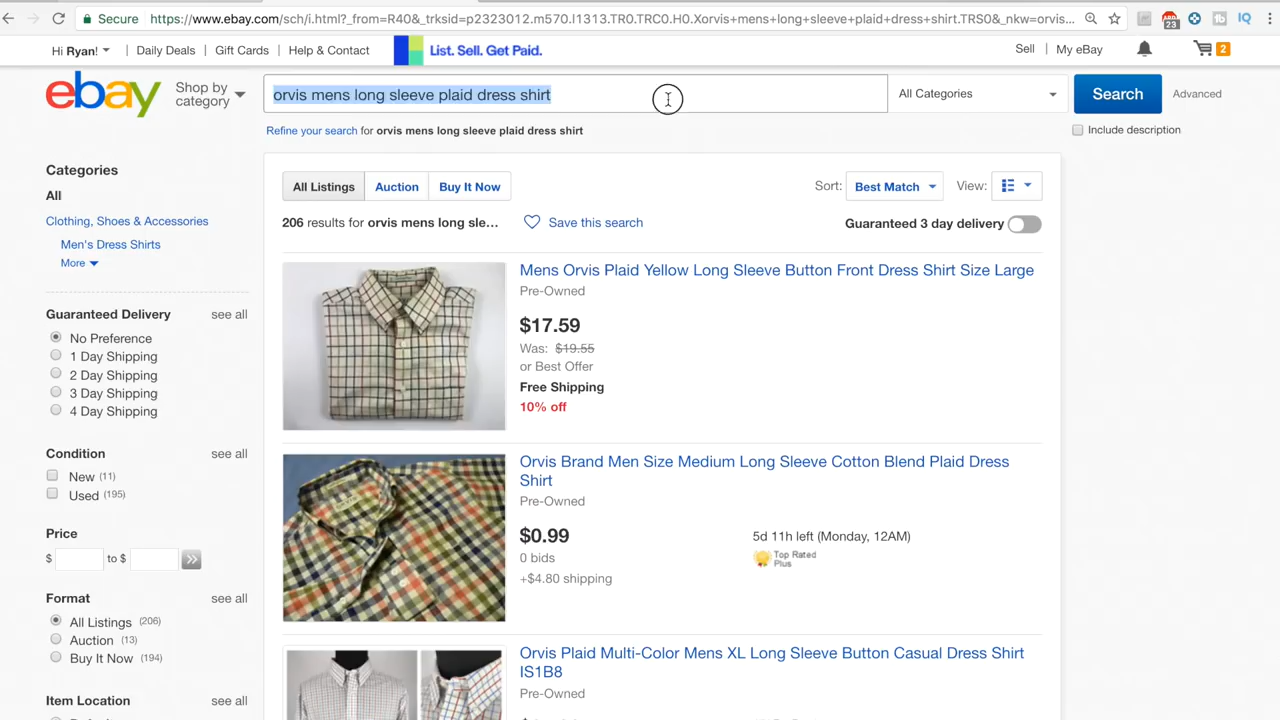 Secure
https://www.ebay.com/sch/i.html?_from=R40&_trksid=p2323012.m570.l1313.TR0.TRC0.H0.Xorvis+mens+long+sleeve+plaid+dress+shirt.TRS0&_nkw=orvis...
23
IQ
Hi Ryan!
Daily Deals
Gift Cards
Help & Contact
List. Sell. Get Paid.
Sell
My eBay
2
ebay
Shop by
category
orvis mens long sleeve plaid dress shirt
All Categories
Search
Advanced
Refine your search for orvis mens long sleeve plaid dress shirt
Include description
Categories
All
Clothing, Shoes & Accessories
Men's Dress Shirts
More
Guaranteed Delivery see all
No Preference
1 Day Shipping
2 Day Shipping
3 Day Shipping
4 Day Shipping
Condition see all
New (11)
Used (195)
Price
$ to $
Format see all
All Listings (206)
Auction (13)
Buy It Now (194)
Item Location see all
All Listings
Auction
Buy It Now
Sort: Best Match
View:
206 results for orvis mens long sle...
Save this search
Guaranteed 3 day delivery
Mens Orvis Plaid Yellow Long Sleeve Button Front Dress Shirt Size Large
Pre-Owned
$17.59
Was: $19.55
or Best Offer
Free Shipping
10% off
Orvis Brand Men Size Medium Long Sleeve Cotton Blend Plaid Dress
Shirt
Pre-Owned
$0.99
0 bids
+$4.80 shipping
5d 11h left (Monday, 12AM)
Top Rated
Plus
Orvis Plaid Multi-Color Mens XL Long Sleeve Button Casual Dress Shirt
IS1B8
Pre-Owned